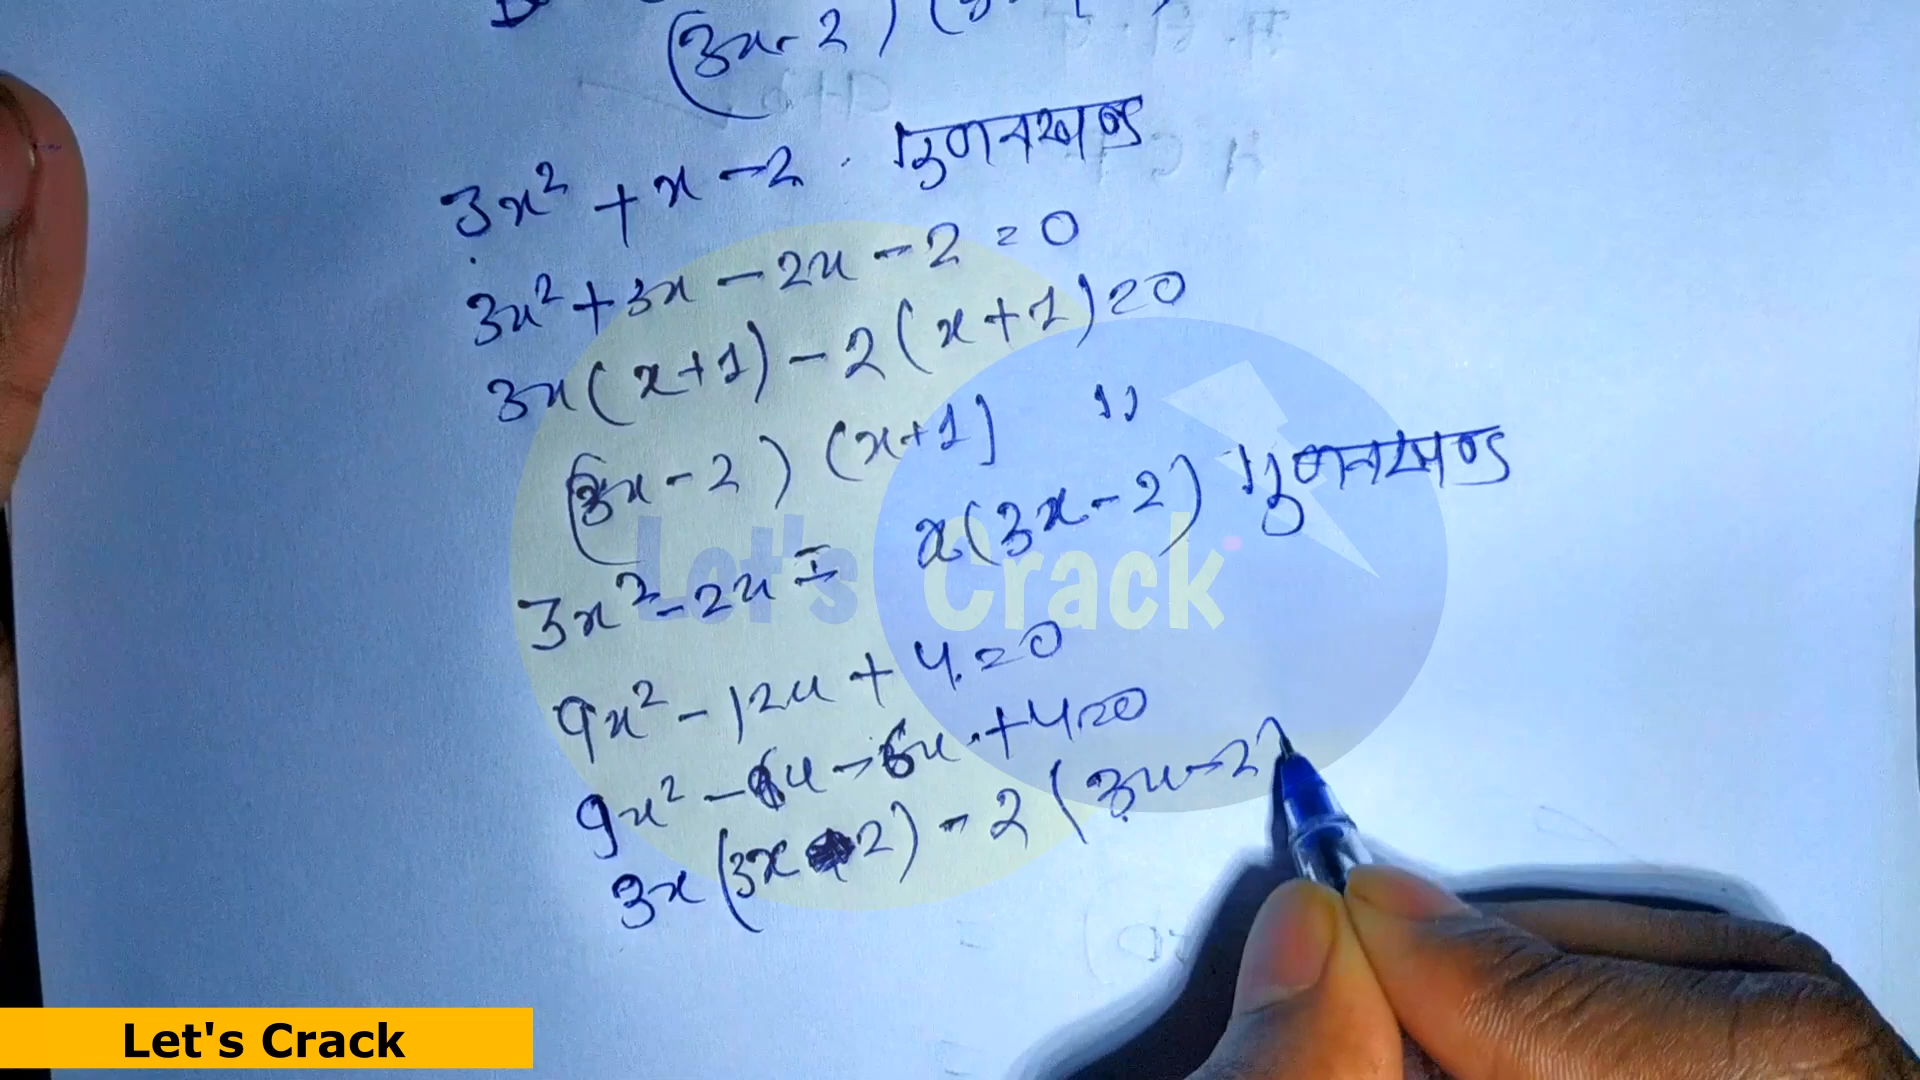 (3x-2) (
3x² + x - 2 . गुणनखण्ड
3x² + 3x - 2x - 2 = 0
3x(x+1) - 2(x+1) = 0
(3x-2) (x+1) ,,
3x² - 2x = x(3x-2) गुणनखण्ड
9x² - 12x + 4 = 0
9x² - 6x - 6x + 4 = 0
3x(3x-2) - 2(3x-2)
Let's Crack
Let's Crack